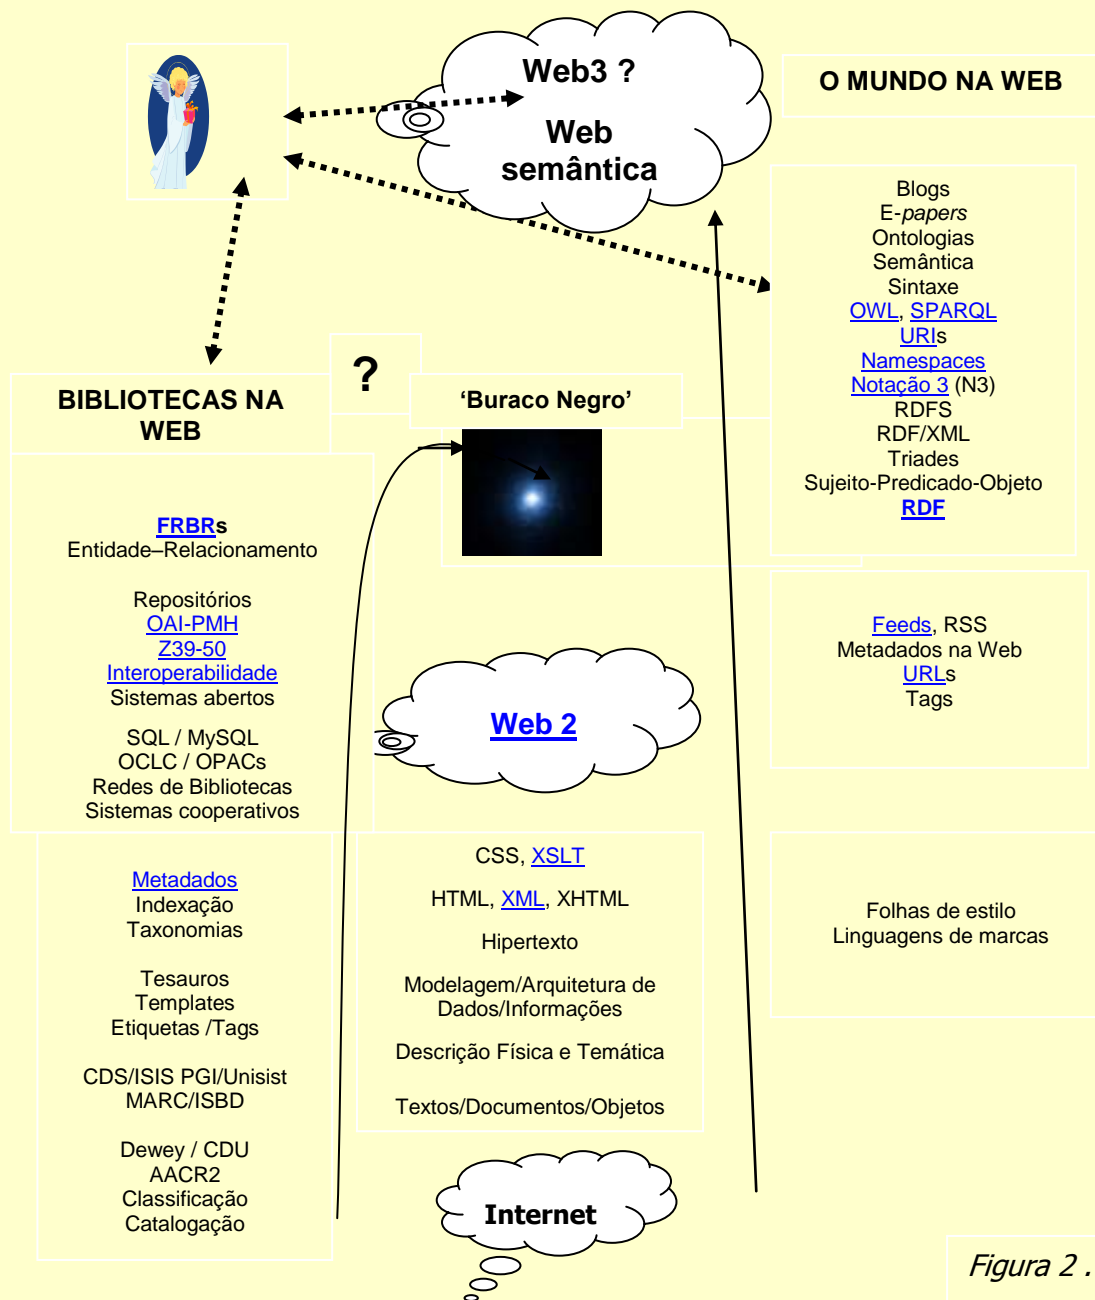 Web3 ?
Web
semântica
O MUNDO NA WEB
Blogs
E-papers
Ontologias
Semântica
Sintaxe
OWL, SPARQL
URIs
Namespaces
Notação 3 (N3)
RDFS
RDF/XML
Triades
Sujeito-Predicado-Objeto
RDF
?
BIBLIOTECAS NA
WEB
'Buraco Negro'
FRBRs
Entidade–Relacionamento
Repositórios
OAI-PMH
Z39-50
Interoperabilidade
Sistemas abertos
SQL / MySQL
OCLC / OPACs
Redes de Bibliotecas
Sistemas cooperativos
Feeds, RSS
Metadados na Web
URLs
Tags
Web 2
Metadados
Indexação
Taxonomias
Tesauros
Templates
Etiquetas /Tags
CDS/ISIS PGI/Unisist
MARC/ISBD
Dewey / CDU
AACR2
Classificação
Catalogação
CSS, XSLT
HTML, XML, XHTML
Hipertexto
Modelagem/Arquitetura de
Dados/Informações
Descrição Física e Temática
Textos/Documentos/Objetos
Folhas de estilo
Linguagens de marcas
Internet
Figura 2 .